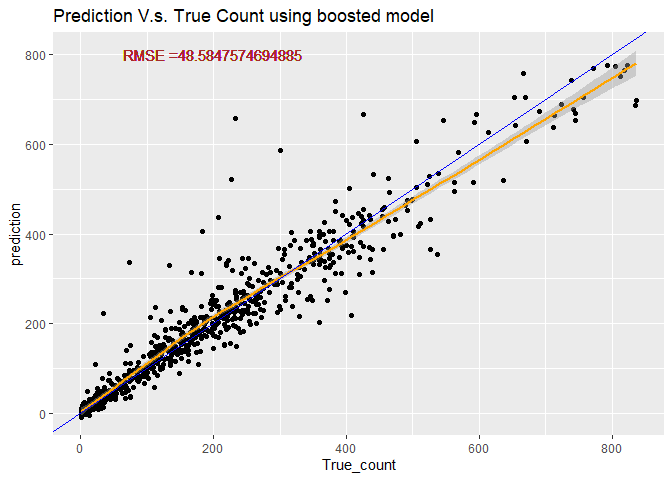 Prediction V.s. True Count using boosted model
RMSE =48.5847574694885
800
600
400
200
0
prediction
0 200 400 600 800
True_count